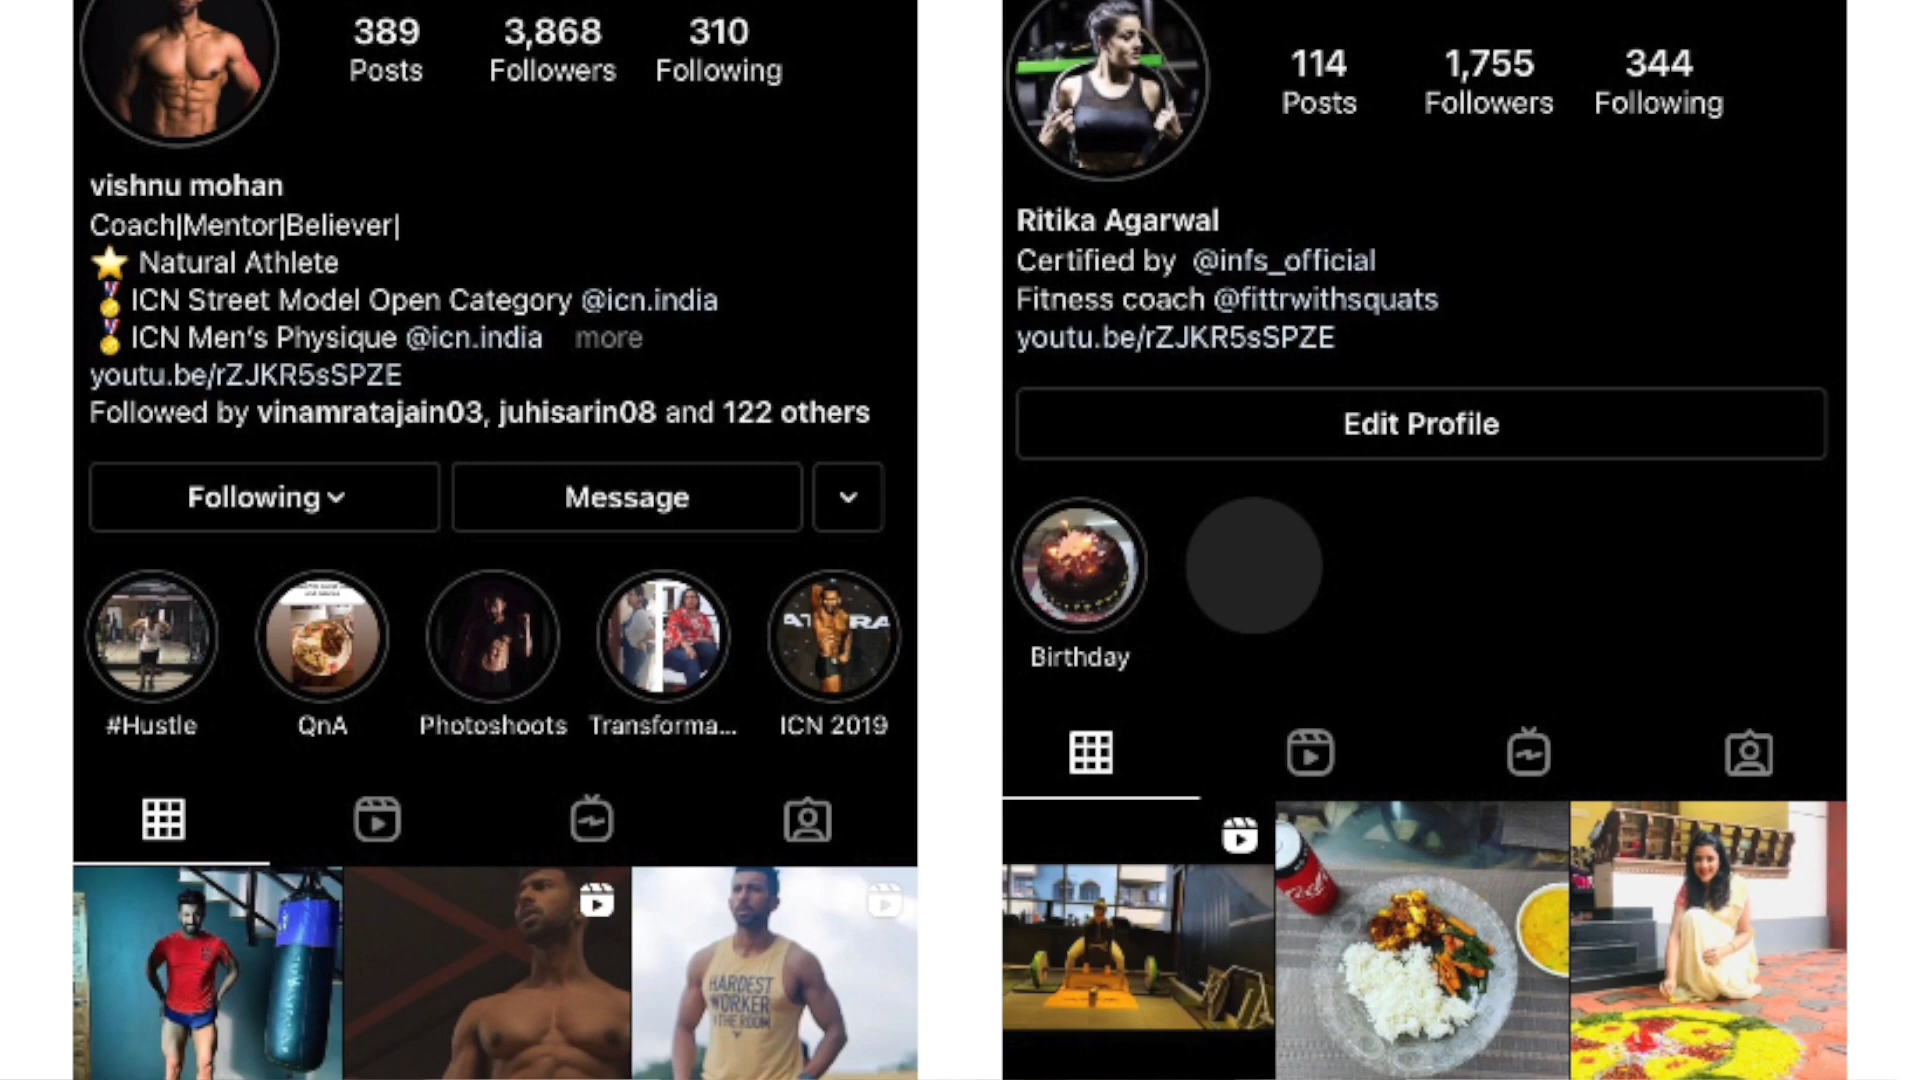 389 3,868 310
Posts Followers Following
vishnu mohan
Coach|Mentor|Believer|
⭐ Natural Athlete
🏅ICN Street Model Open Category @icn.india
🏅ICN Men's Physique @icn.india more
youtu.be/rZJKR5sSPZE
Followed by vinamratajain03, juhisarin08 and 122 others
Following Message
#Hustle QnA Photoshoots Transforma... ICN 2019
HARDEST
WORKER
THE ROOM
114 1,755 344
Posts Followers Following
Ritika Agarwal
Certified by @infs_official
Fitness coach @fittrwithsquats
youtu.be/rZJKR5sSPZE
Edit Profile
Birthday